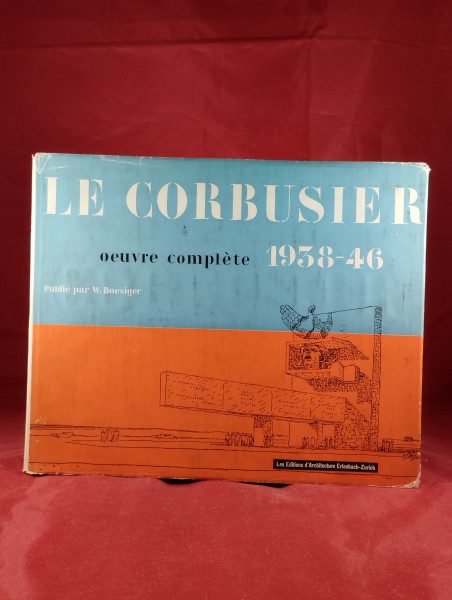 LE CORBUSIER
oeuvre complète 1938-46
Publié par W. Boesiger
Les Editions d'Architecture Erlenbach-Zurich